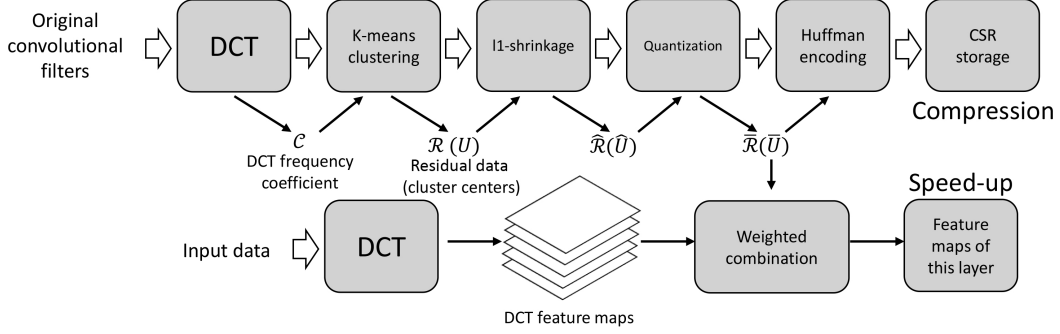 Original
convolutional
filters
DCT
K-means
clustering
l1-shrinkage
Quantization
Huffman
encoding
CSR
storage
Compression
𝒞
DCT frequency
coefficient
ℛ (𝑈)
Residual data
(cluster centers)
ℛ̂(𝑈̂)
ℛ̿(𝑈̅)
Speed-up
Input data
DCT
DCT feature maps
Weighted
combination
Feature
maps of
this layer